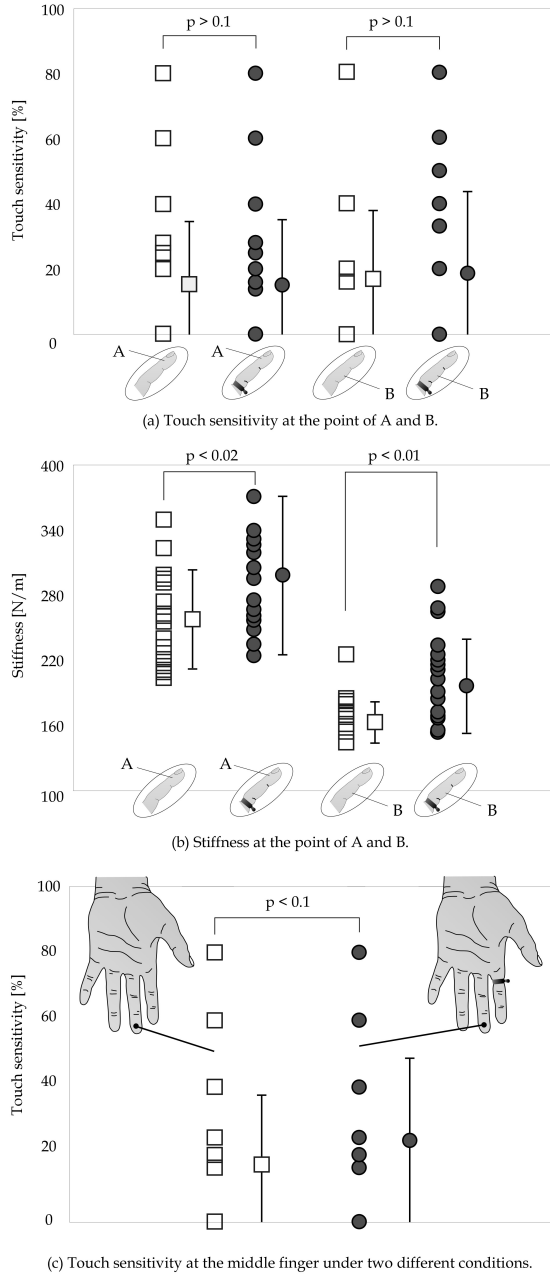 p > 0.1 p > 0.1
100
80
60
40
20
0
Touch sensitivity [%]
A A B B
(a) Touch sensitivity at the point of A and B.
p < 0.02 p < 0.01
400
340
280
220
160
100
Stiffness [N/m]
A A B B
(b) Stiffness at the point of A and B.
p < 0.1
100
80
60
40
20
0
Touch sensitivity [%]
(c) Touch sensitivity at the middle finger under two different conditions.